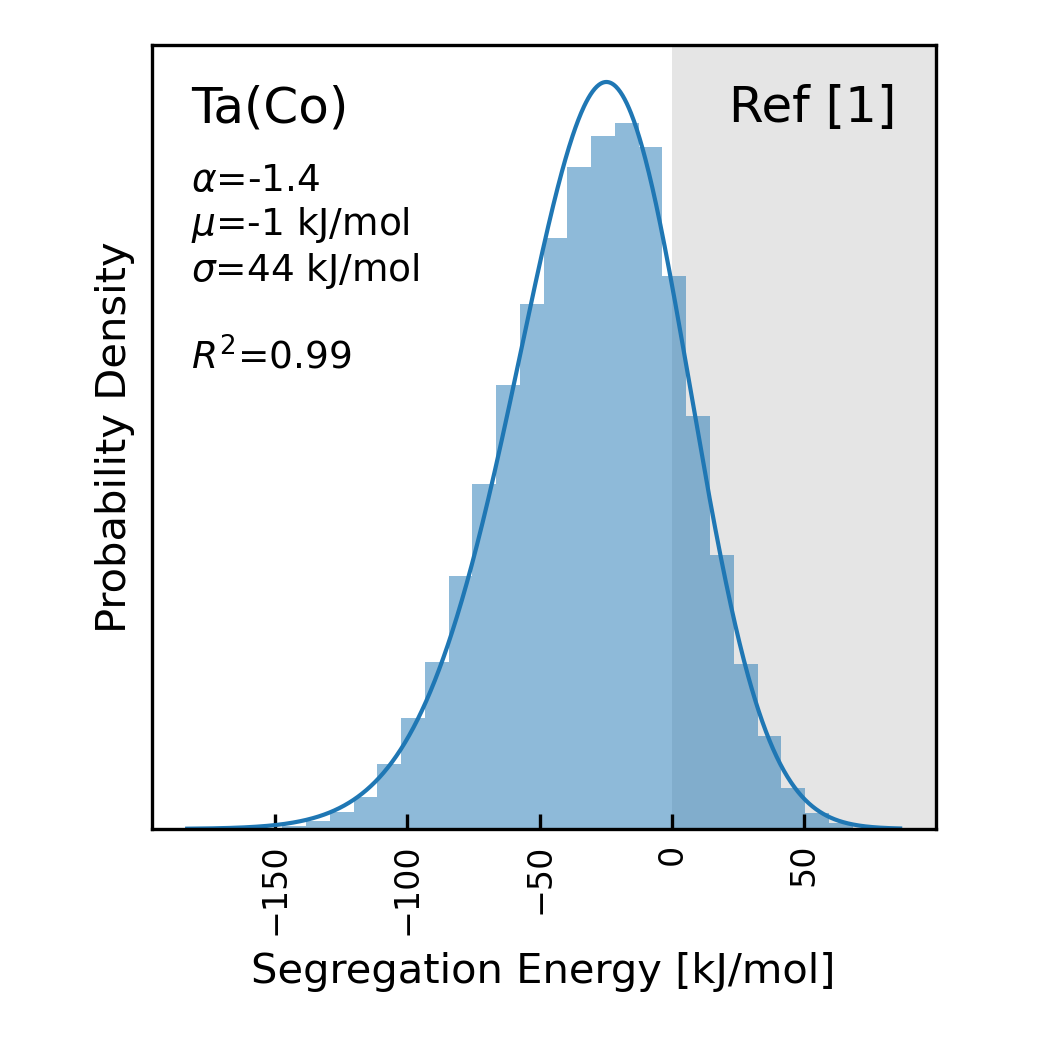 Ta(Co)
Ref [1]
α=-1.4
μ=-1 kJ/mol
σ=44 kJ/mol
R²=0.99
Probability Density
−150
−100
−50
0
50
Segregation Energy [kJ/mol]